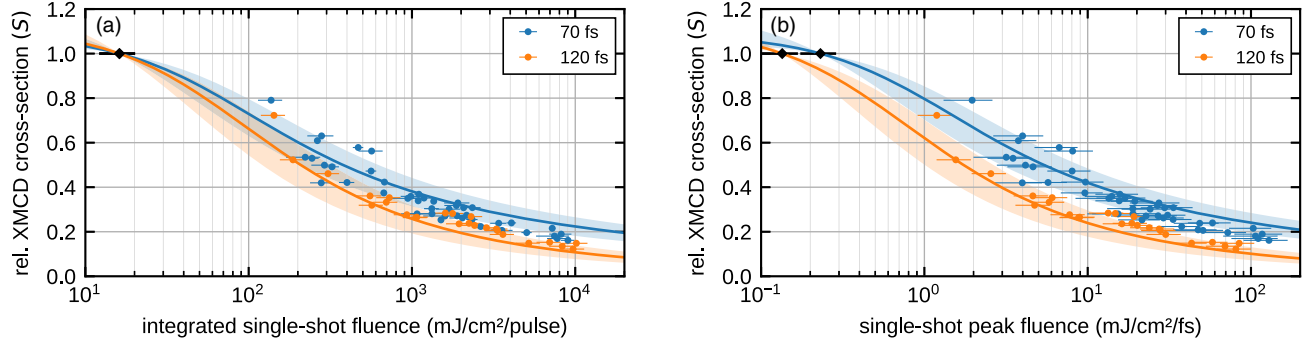 (a)
70 fs
120 fs
rel. XMCD cross-section (S)
1.2
1.0
0.8
0.6
0.4
0.2
0.0
10¹
10²
10³
10⁴
integrated single-shot fluence (mJ/cm²/pulse)
(b)
70 fs
120 fs
rel. XMCD cross-section (S)
1.2
1.0
0.8
0.6
0.4
0.2
0.0
10⁻¹
10⁰
10¹
10²
single-shot peak fluence (mJ/cm²/fs)